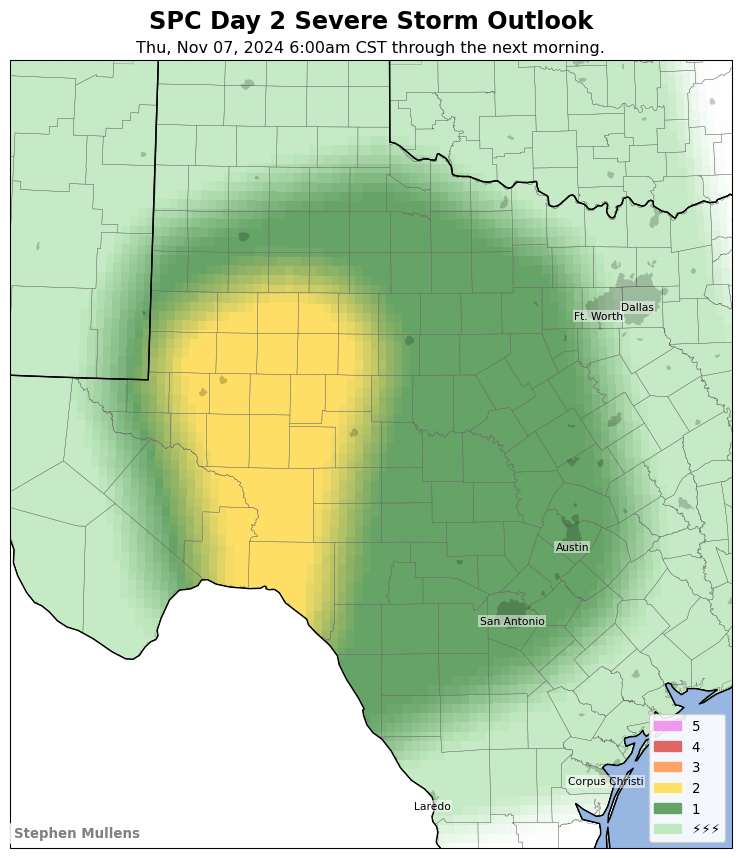 SPC Day 2 Severe Storm Outlook
Thu, Nov 07, 2024 6:00am CST through the next morning.
Dallas
Ft. Worth
Austin
San Antonio
Corpus Christi
Laredo
5
4
3
2
1
⚡⚡⚡
Stephen Mullens